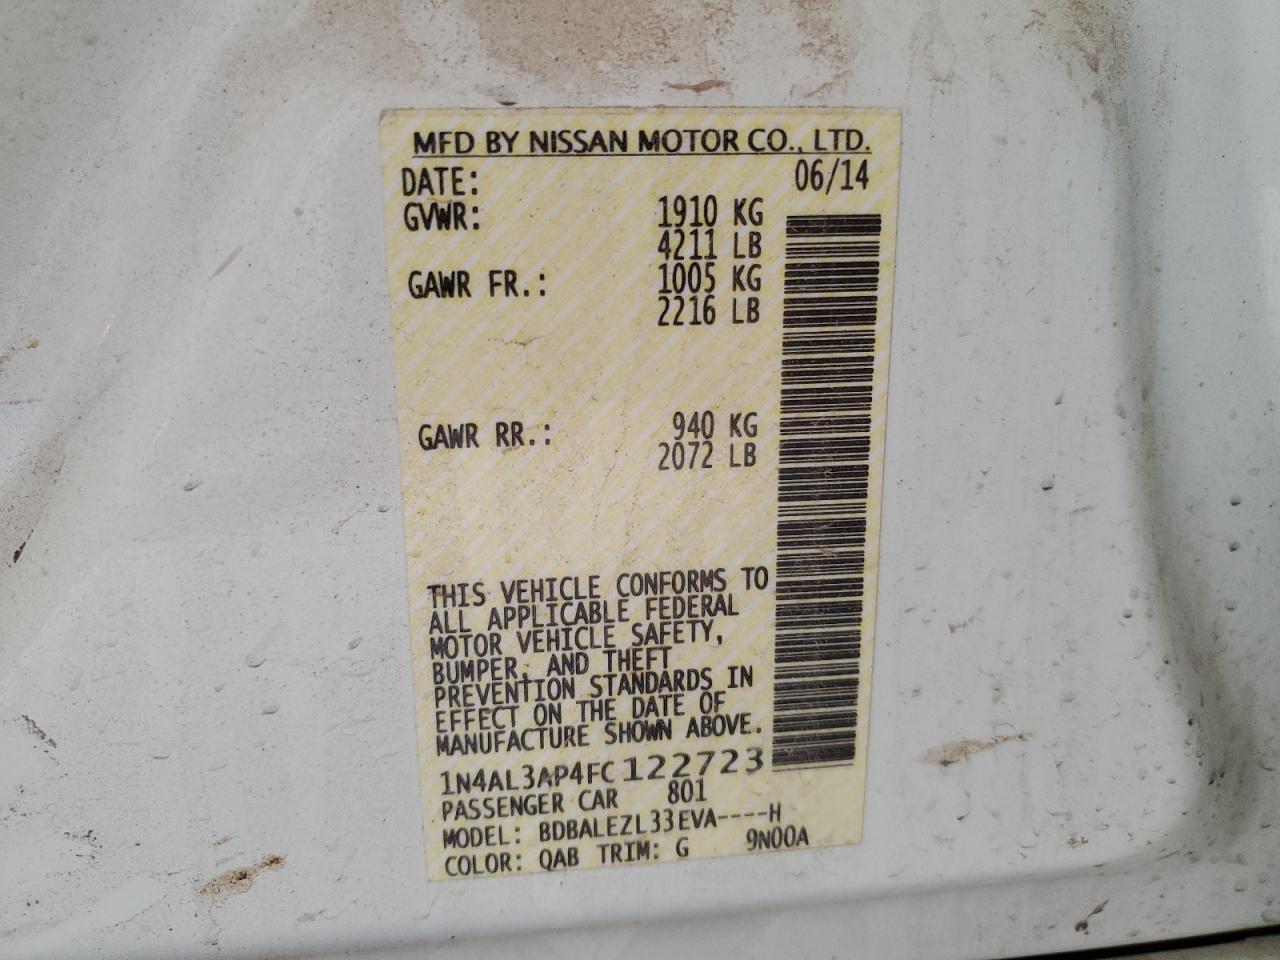 MFD BY NISSAN MOTOR CO., LTD.
DATE: 06/14
GVWR: 1910 KG
4211 LB
GAWR FR.: 1005 KG
2216 LB
GAWR RR.: 940 KG
2072 LB
THIS VEHICLE CONFORMS TO
ALL APPLICABLE FEDERAL
MOTOR VEHICLE SAFETY,
BUMPER, AND THEFT
PREVENTION STANDARDS IN
EFFECT ON THE DATE OF
MANUFACTURE SHOWN ABOVE.
1N4AL3AP4FC122723
PASSENGER CAR 801
MODEL: BDBALEZL33EVA----H
COLOR: QAB TRIM: G 9N00A